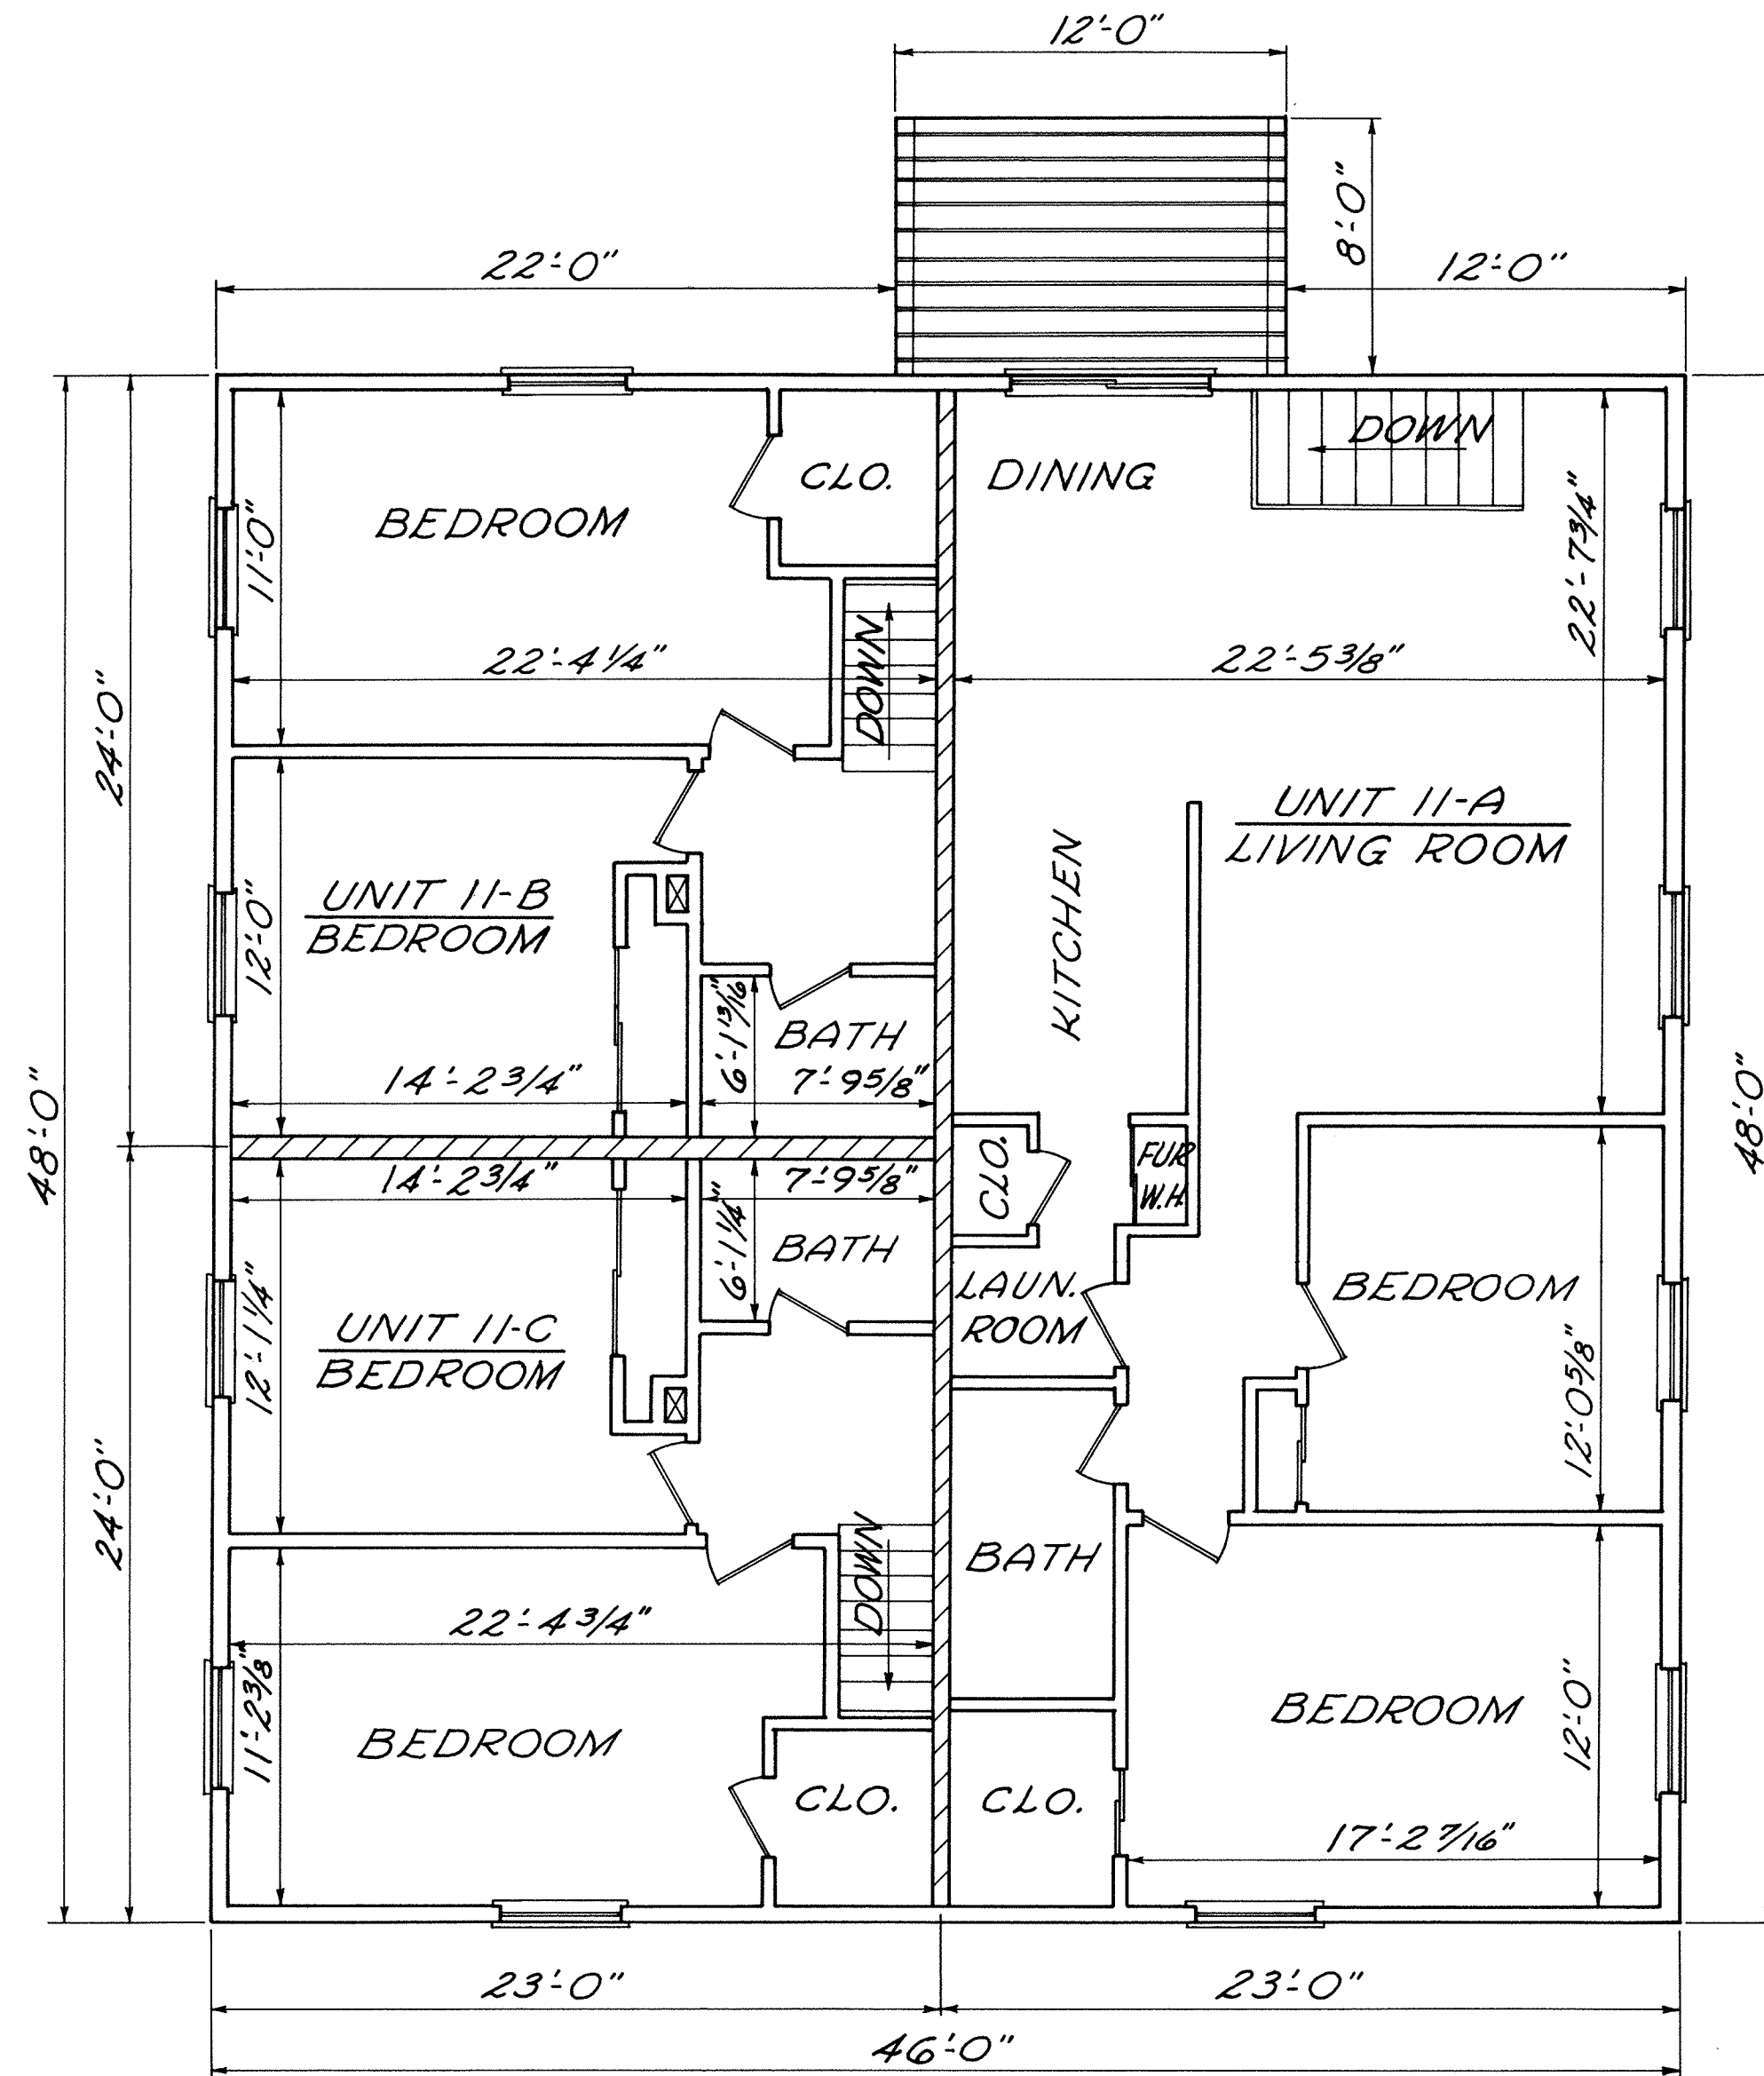 12'-0"
8'-0"
22'-0"
12'-0"
DOWN
CLO.
DINING
BEDROOM
11'-0"
22'-7 3/4"
22'-4 1/4"
DOWN
22'-5 3/8"
24'-0"
UNIT 11-A
LIVING ROOM
KITCHEN
UNIT 11-B
BEDROOM
12'-0"
6'-1 13/16"
BATH
14'-2 3/4"
7'-9 5/8"
48'-0"
48'-0"
14'-2 3/4"
7'-9 5/8"
CLO.
FUR
W.H.
6'-1 1/4"
BATH
LAUN.
ROOM
BEDROOM
12'-1 1/4"
UNIT 11-C
BEDROOM
12'-0 5/8"
24'-0"
DOWN
BATH
22'-4 3/4"
11'-2 3/8"
BEDROOM
BEDROOM
12'-0"
CLO.
CLO.
17'-2 7/16"
23'-0"
23'-0"
46'-0"